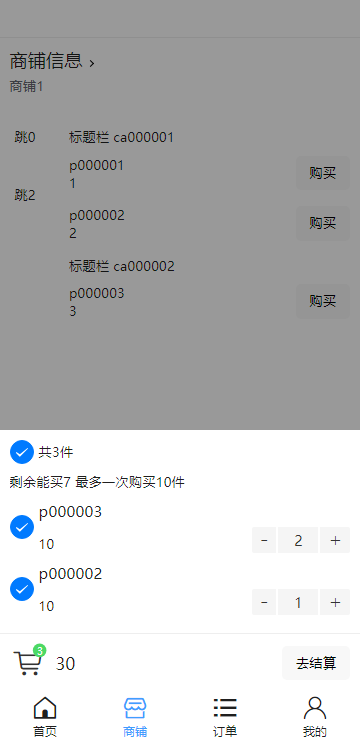 商铺信息 ›
商铺1
跳0
标题栏 ca000001
p000001
1
购买
跳2
p000002
2
购买
标题栏 ca000002
p000003
3
购买
共3件
剩余能买7 最多一次购买10件
p000003
10
- 2 +
p000002
10
- 1 +
3
30
去结算
首页 商铺 订单 我的